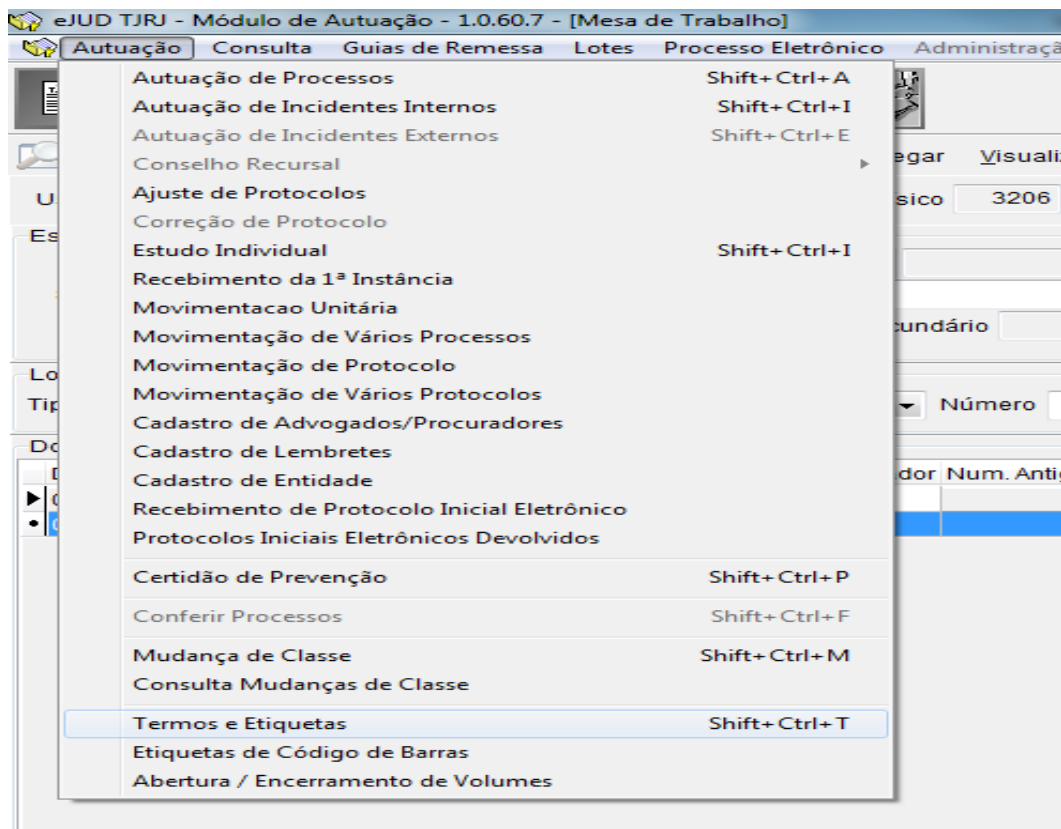 eJUD TJRJ - Módulo de Autuação - 1.0.60.7 - [Mesa de Trabalho]
Autuação Consulta Guias de Remessa Lotes Processo Eletrônico
Autuação de Processos Shift+Ctrl+A
Autuação de Incidentes Internos Shift+Ctrl+I
Autuação de Incidentes Externos Shift+Ctrl+E
Conselho Recursal
Ajuste de Protocolos
sico 3206
Correção de Protocolo
Estudo Individual Shift+Ctrl+I
Recebimento da 1ª Instância
Movimentacao Unitária
Movimentação de Vários Processos
cundário
Movimentação de Protocolo
Movimentação de Vários Protocolos
Número
Cadastro de Advogados/Procuradores
Cadastro de Lembretes
Cadastro de Entidade
dor Num. Anti
Recebimento de Protocolo Inicial Eletrônico
Protocolos Iniciais Eletrônicos Devolvidos
Certidão de Prevenção Shift+Ctrl+P
Conferir Processos Shift+Ctrl+F
Mudança de Classe Shift+Ctrl+M
Consulta Mudanças de Classe
Termos e Etiquetas Shift+Ctrl+T
Etiquetas de Código de Barras
Abertura / Encerramento de Volumes